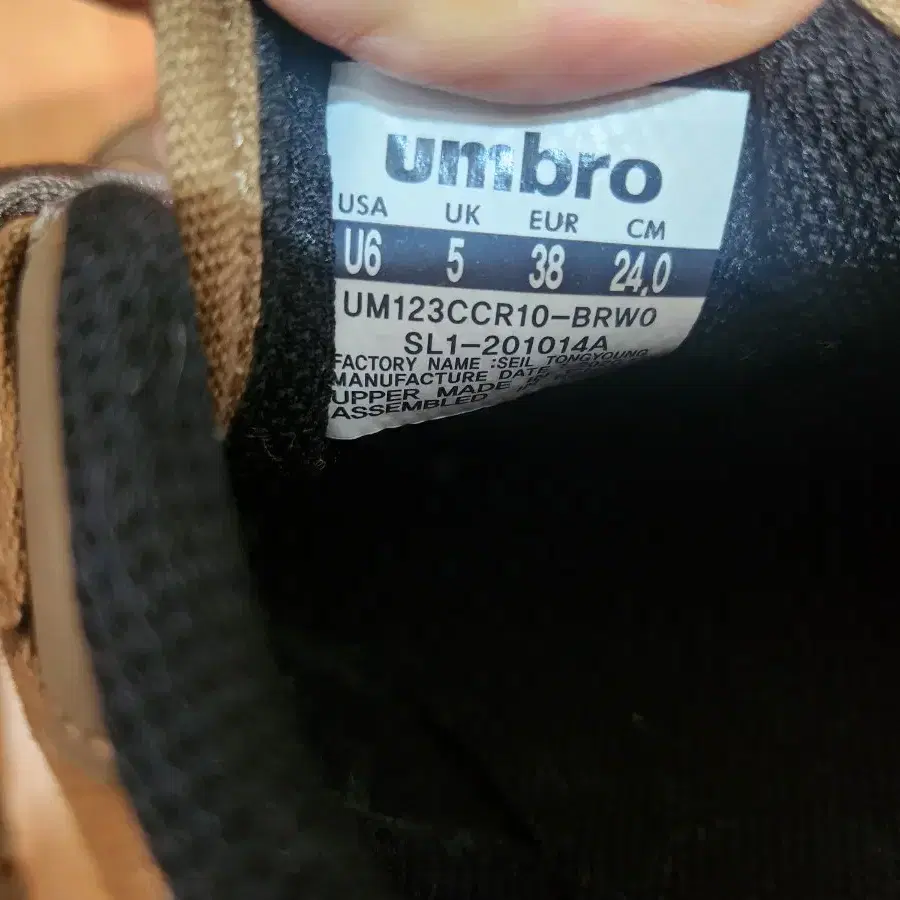 umbro
USA UK EUR CM
U6 5 38 24.0
UM123CCR10-BRW0
SL1-201014A
FACTORY NAME :SEIL TONGYOUNG
MANUFACTURE DATE
UPPER MADE
ASSEMBLED